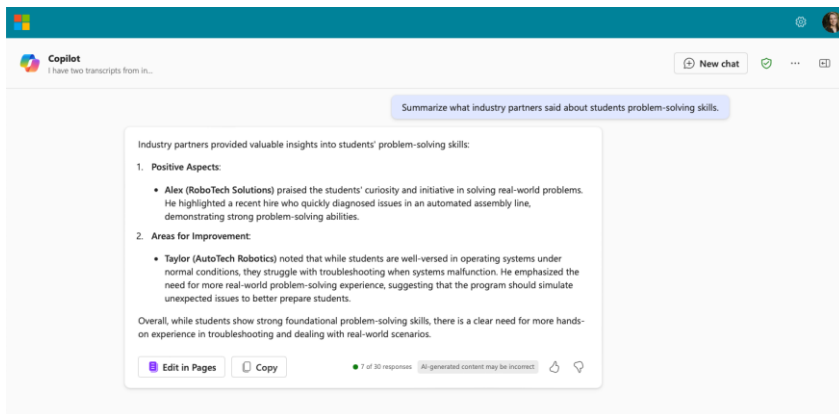 Copilot
I have two transcripts from in...
New chat
Summarize what industry partners said about students problem-solving skills.
Industry partners provided valuable insights into students' problem-solving skills:
1. Positive Aspects:
• Alex (RoboTech Solutions) praised the students' curiosity and initiative in solving real-world problems.
He highlighted a recent hire who quickly diagnosed issues in an automated assembly line,
demonstrating strong problem-solving abilities.
2. Areas for Improvement:
• Taylor (AutoTech Robotics) noted that while students are well-versed in operating systems under
normal conditions, they struggle with troubleshooting when systems malfunction. He emphasized the
need for more real-world problem-solving experience, suggesting that the program should simulate
unexpected issues to better prepare students.
Overall, while students show strong foundational problem-solving skills, there is a clear need for more hands-
on experience in troubleshooting and dealing with real-world scenarios.
Edit in Pages
Copy
7 of 30 responses
AI-generated content may be incorrect